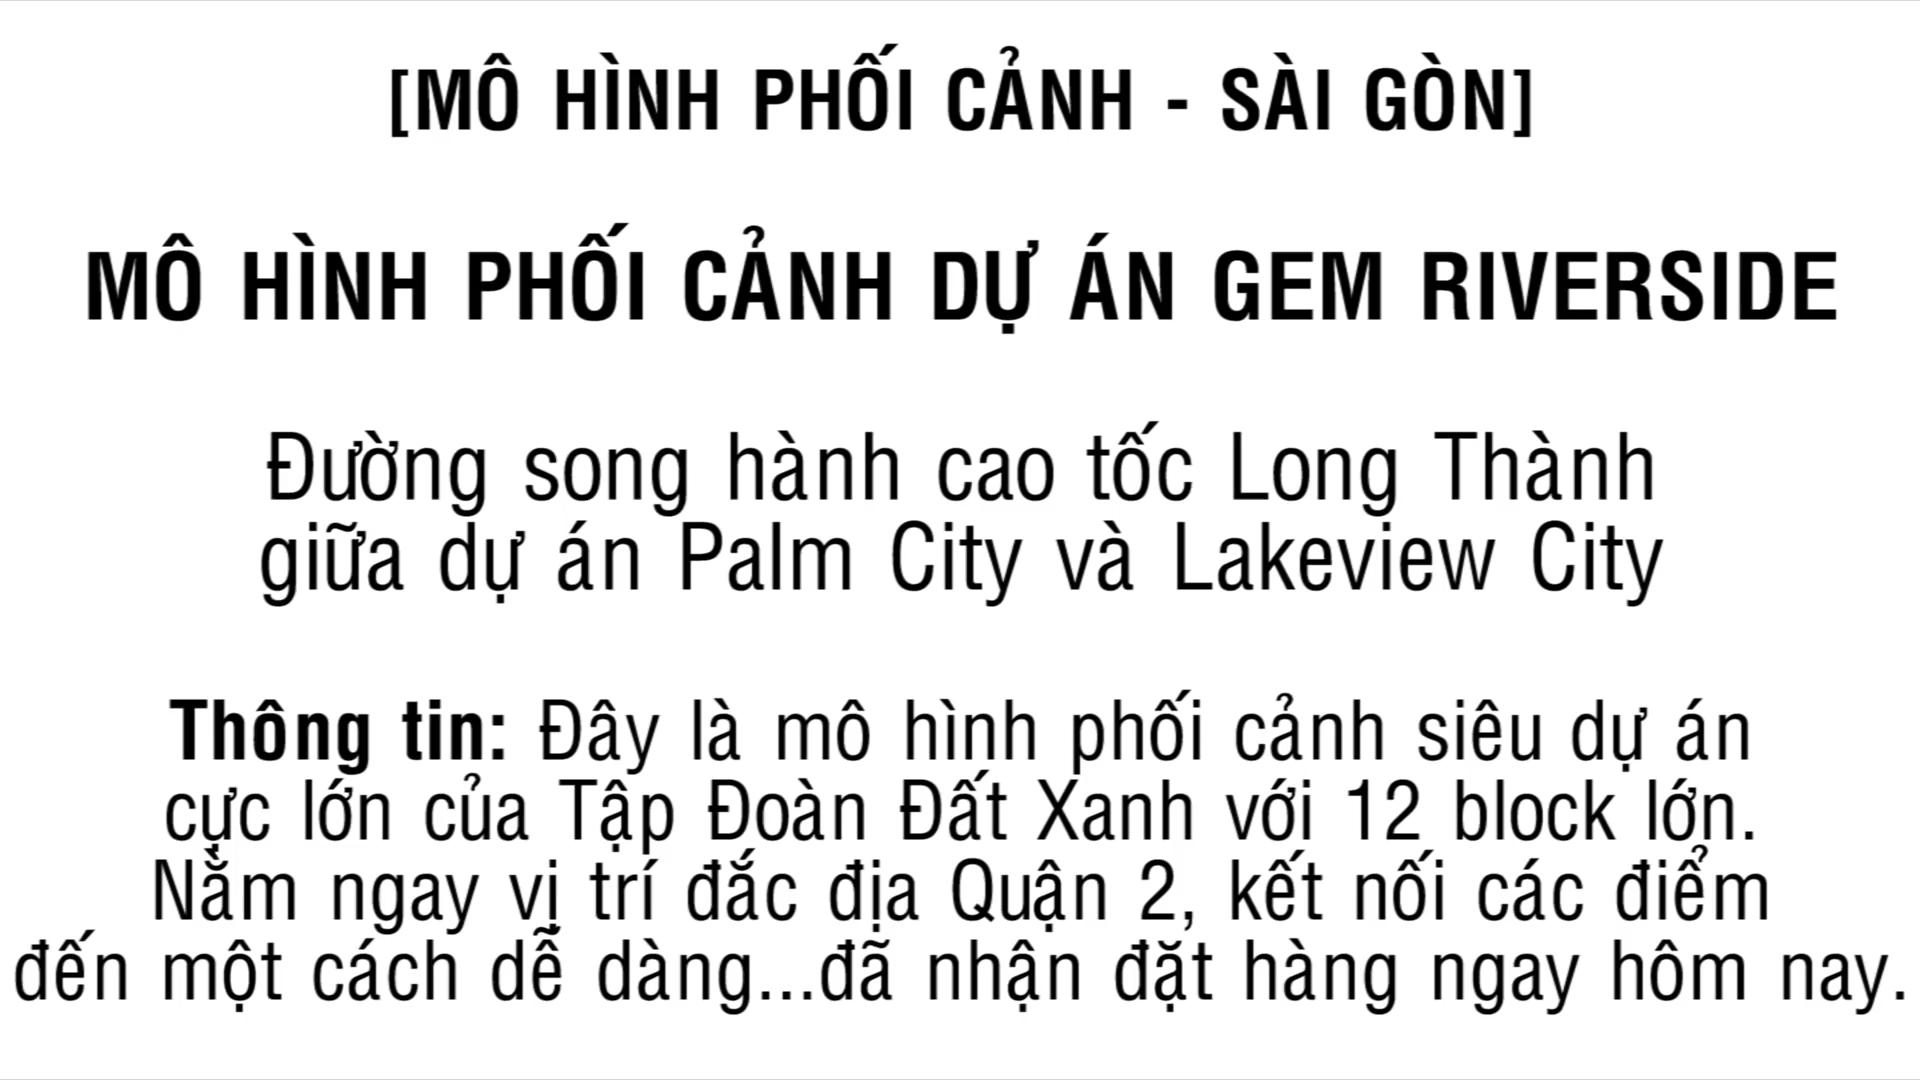 [MÔ HÌNH PHỐI CẢNH - SÀI GÒN]
MÔ HÌNH PHỐI CẢNH DỰ ÁN GEM RIVERSIDE
Đường song hành cao tốc Long Thành
giữa dự án Palm City và Lakeview City
Thông tin: Đây là mô hình phối cảnh siêu dự án
cực lớn của Tập Đoàn Đất Xanh với 12 block lớn.
Nằm ngay vị trí đắc địa Quận 2, kết nối các điểm
đến một cách dễ dàng...đã nhận đặt hàng ngay hôm nay.